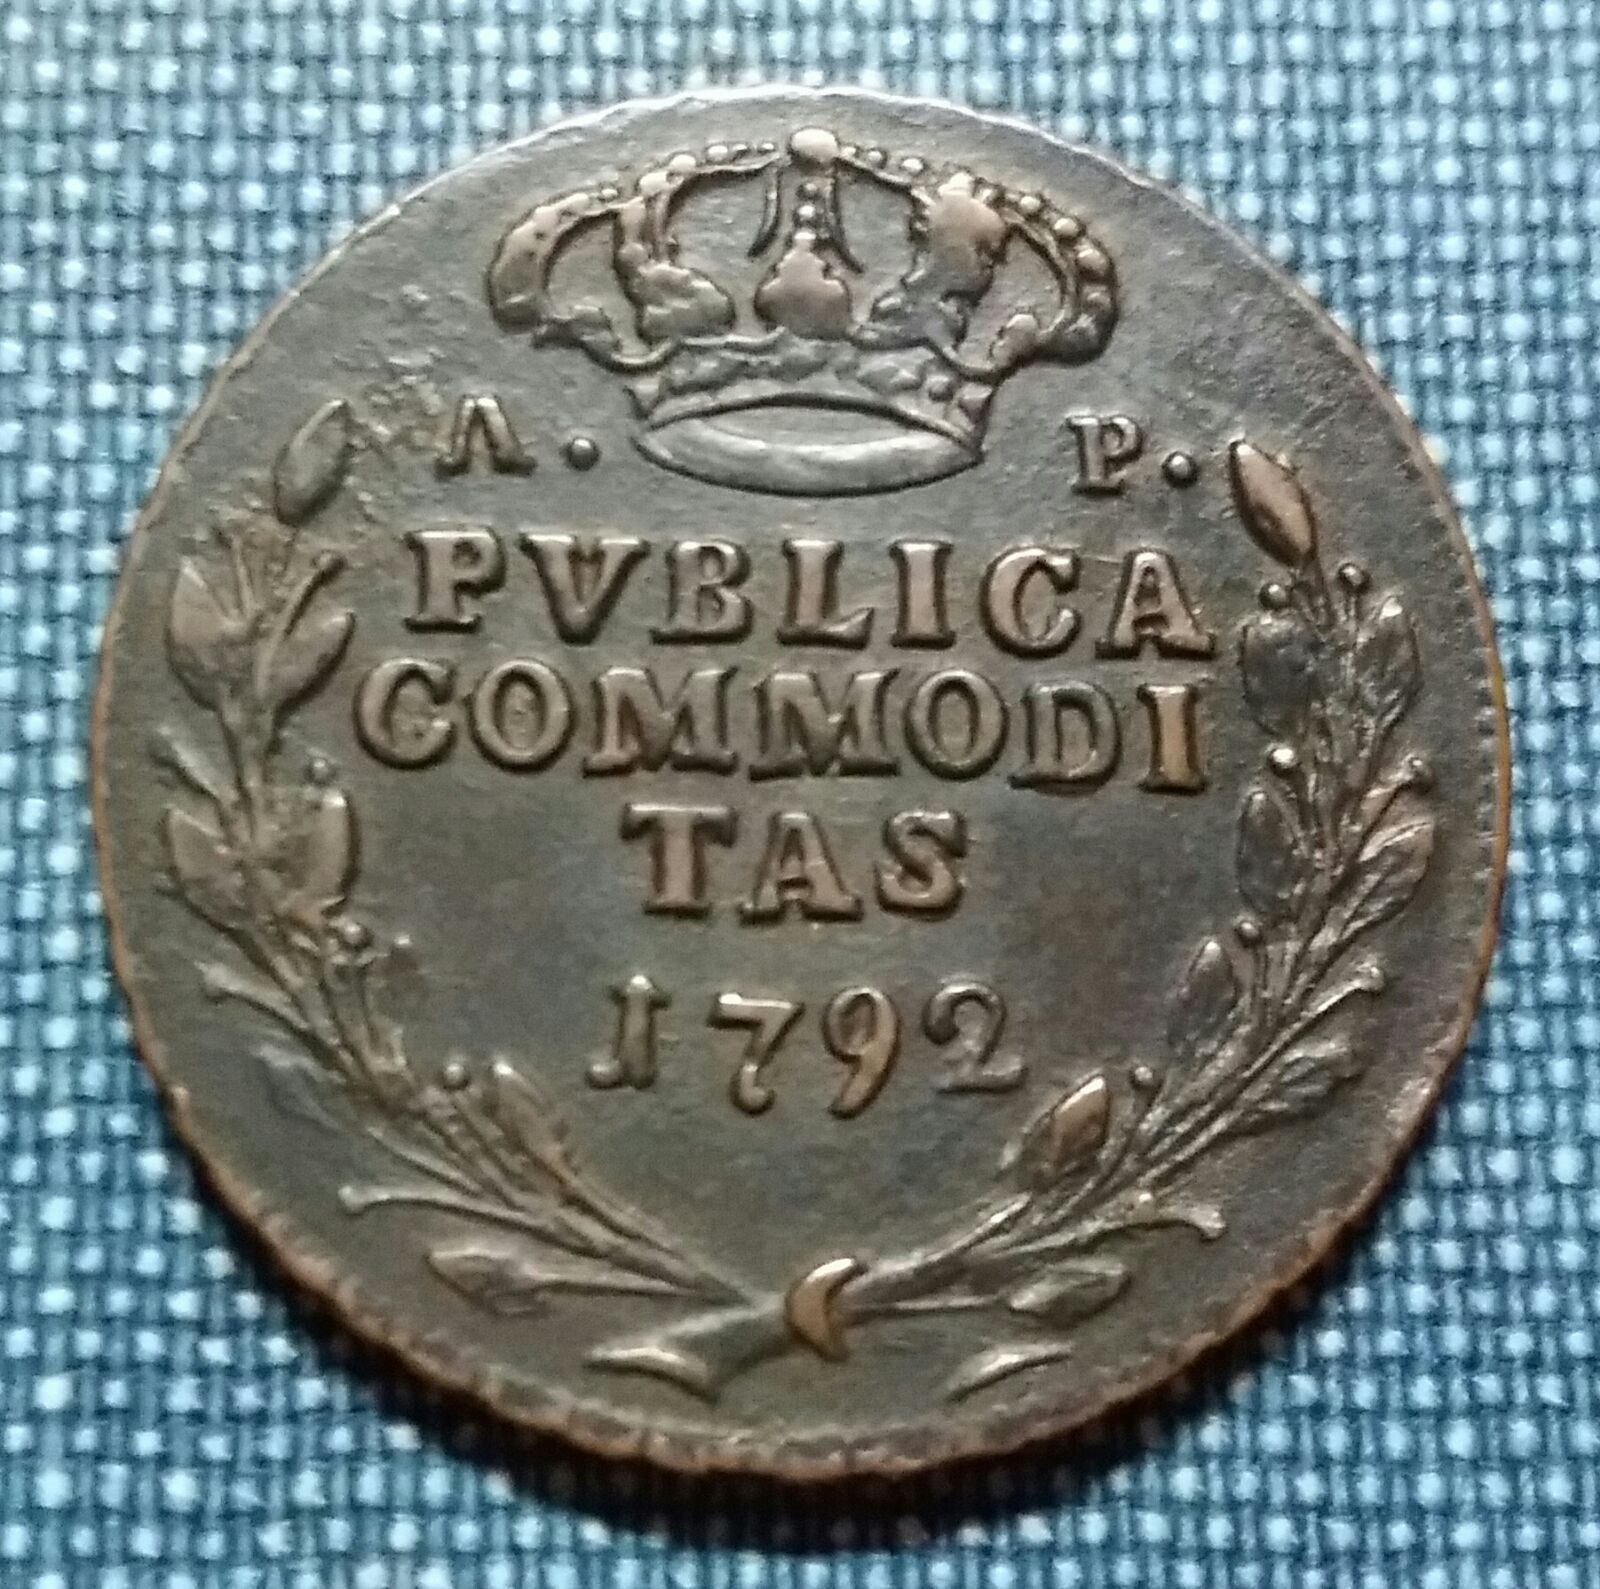 A. P.
PVBLICA
COMMODI
TAS
1792